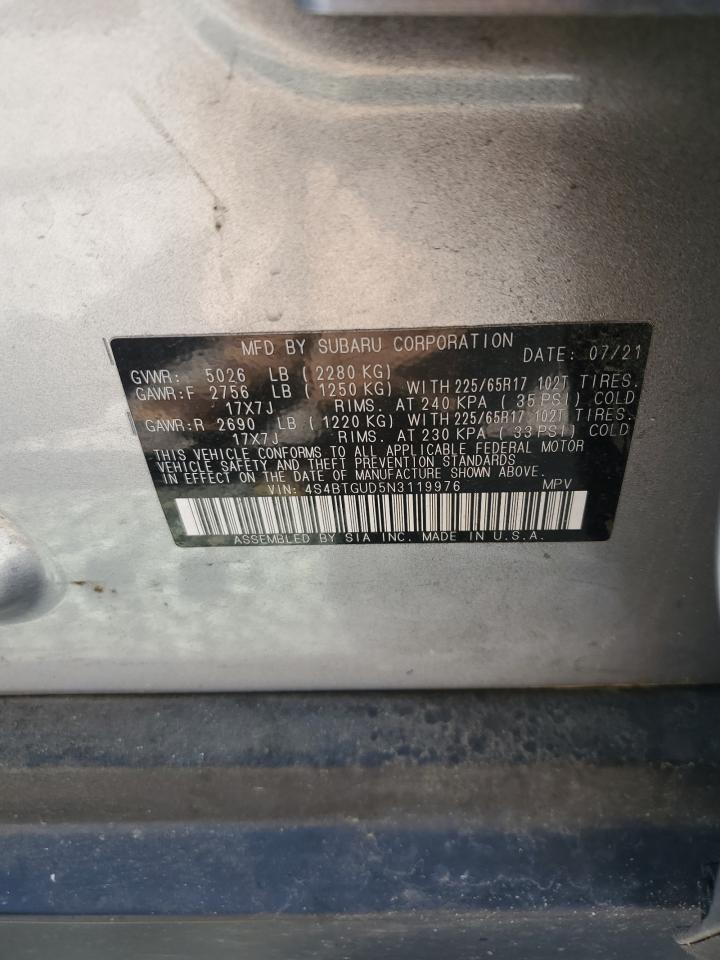 MFD BY SUBARU CORPORATION DATE: 07/21
GVWR: 5026 LB (2280 KG)
GAWR:F 2756 LB (1250 KG) WITH 225/65R17 102T TIRES.
17X7J RIMS. AT 240 KPA (35 PSI) COLD
GAWR:R 2690 LB (1220 KG) WITH 225/65R17 102T TIRES.
17X7J RIMS. AT 230 KPA (33 PSI) COLD
THIS VEHICLE CONFORMS TO ALL APPLICABLE FEDERAL MOTOR
VEHICLE SAFETY AND THEFT PREVENTION STANDARDS
IN EFFECT ON THE DATE OF MANUFACTURE SHOWN ABOVE.
VIN: 4S4BTGUD5N3119976 MPV
ASSEMBLED BY SIA INC. MADE IN U.S.A.